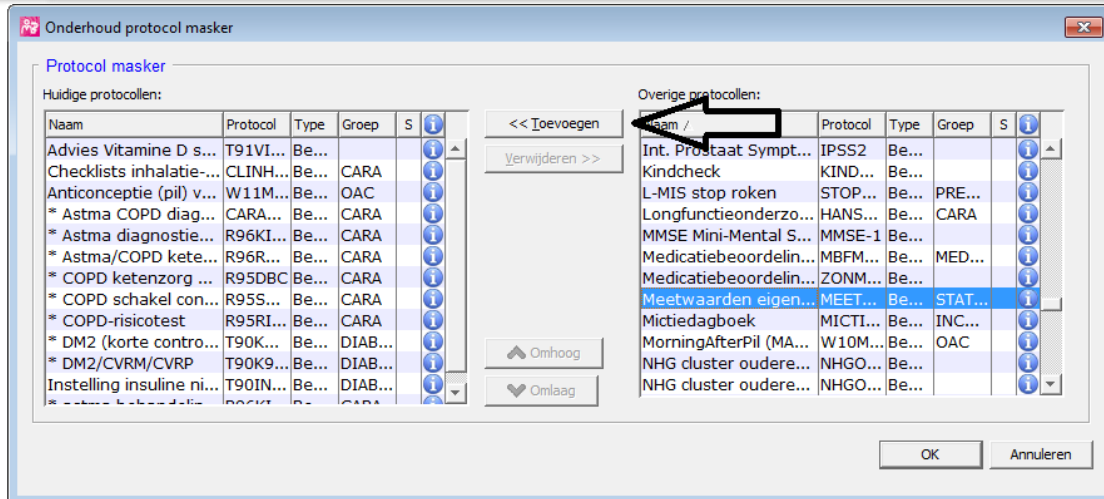 Onderhoud protocol masker
Protocol masker
Huidige protocollen:
Naam Protocol Type Groep S
Advies Vitamine D s... T91VI... Be...
Checklists inhalatie-... CLINH... Be... CARA
Anticonceptie (pil) v... W11M... Be... OAC
* Astma COPD diag... CARA... Be... CARA
* Astma diagnostie... R96KI... Be... CARA
* Astma/COPD kete... R96R... Be... CARA
* COPD ketenzorg ... R95DBC Be... CARA
* COPD schakel con... R95S... Be... CARA
* COPD-risicotest R95RI... Be... CARA
* DM2 (korte contro... T90K... Be... DIAB...
* DM2/CVRM/CVRP T90K9... Be... DIAB...
Instelling insuline ni... T90IN... Be... DIAB...
<< Toevoegen
Verwijderen >>
Omhoog
Omlaag
Overige protocollen:
Naam / Protocol Type Groep S
Int. Prostaat Sympt... IPSS2 Be...
Kindcheck KIND... Be...
L-MIS stop roken STOP... Be... PRE...
Longfunctieonderzo... HANS... Be... CARA
MMSE Mini-Mental S... MMSE-1 Be...
Medicatiebeoordelin... MBFM... Be... MED...
Medicatiebeoordelin... ZONM... Be...
Meetwaarden eigen... MEET... Be... STAT...
Mictiedagboek MICTI... Be... INC...
MorningAfterPil (MA... W10M... Be... OAC
NHG cluster oudere... NHGO... Be...
NHG cluster oudere... NHGO... Be...
OK
Annuleren